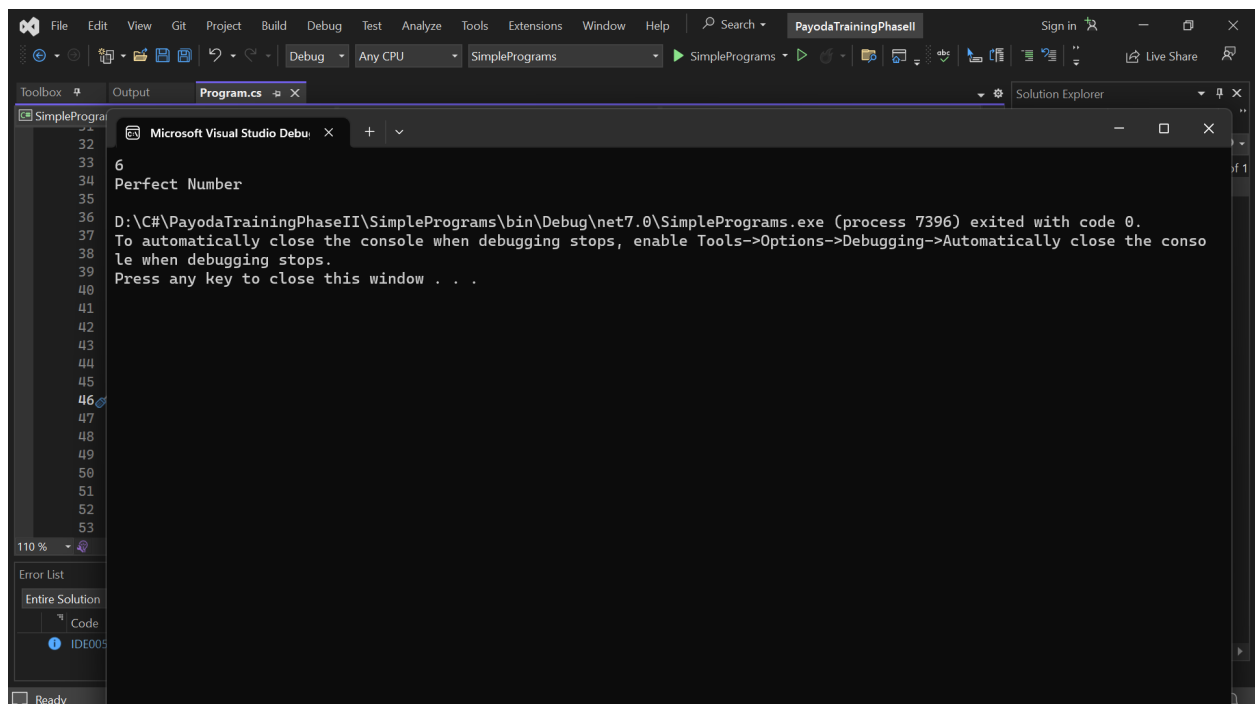 File Edit View Git Project Build Debug Test Analyze Tools Extensions Window Help Search PayodaTrainingPhaseII Sign in
Debug Any CPU SimplePrograms SimplePrograms Live Share
Toolbox Output Program.cs Solution Explorer
C# SimpleProgra
Microsoft Visual Studio Debu
32
33
34
35
36
37
38
39
40
41
42
43
44
45
46
47
48
49
50
51
52
53
6
Perfect Number
D:\C#\PayodaTrainingPhaseII\SimplePrograms\bin\Debug\net7.0\SimplePrograms.exe (process 7396) exited with code 0.
To automatically close the console when debugging stops, enable Tools->Options->Debugging->Automatically close the conso
le when debugging stops.
Press any key to close this window . . .
of 1
110 %
Error List
Entire Solution
Code
IDE005
Ready